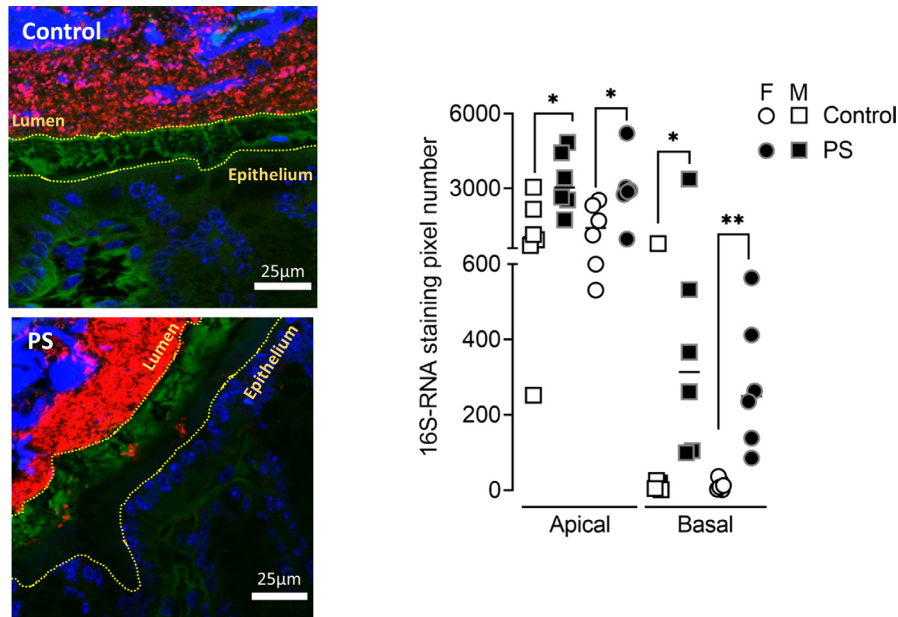 Control
Lumen
Epithelium
25μm
PS
Lumen
Epithelium
25μm
F M
Control
PS
16S-RNA staining pixel number
6000
3000
600
400
200
0
* * * **
Apical Basal